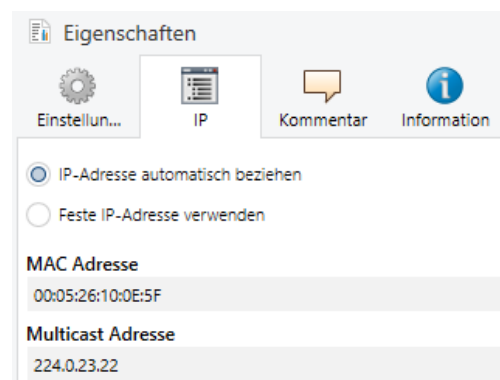 Eigenschaften
Einstellun...
IP
Kommentar
Information
IP-Adresse automatisch beziehen
Feste IP-Adresse verwenden
MAC Adresse
00:05:26:10:0E:5F
Multicast Adresse
224.0.23.22